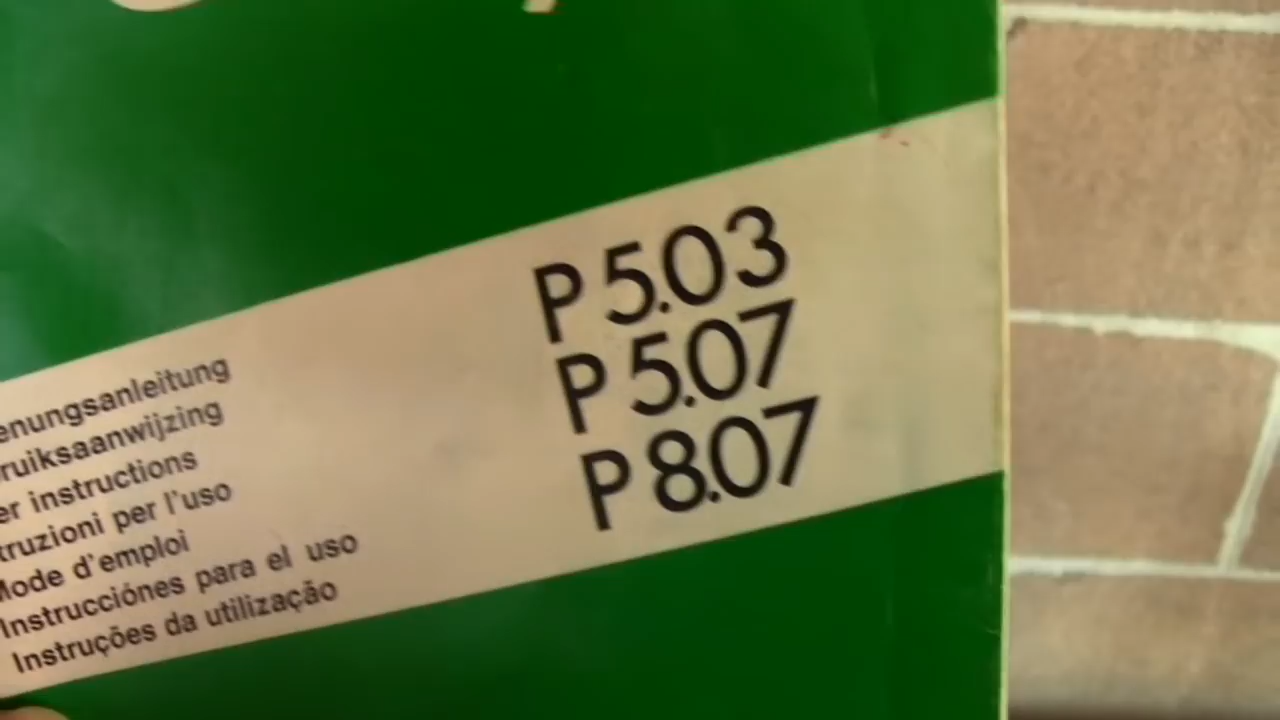 P 5.03
P 5.07
P 8.07
enungsanleitung
ruiksaanwijzing
er instructions
truzioni per l'uso
Mode d'emploi
Instrucciónes para el uso
Instruções da utilização